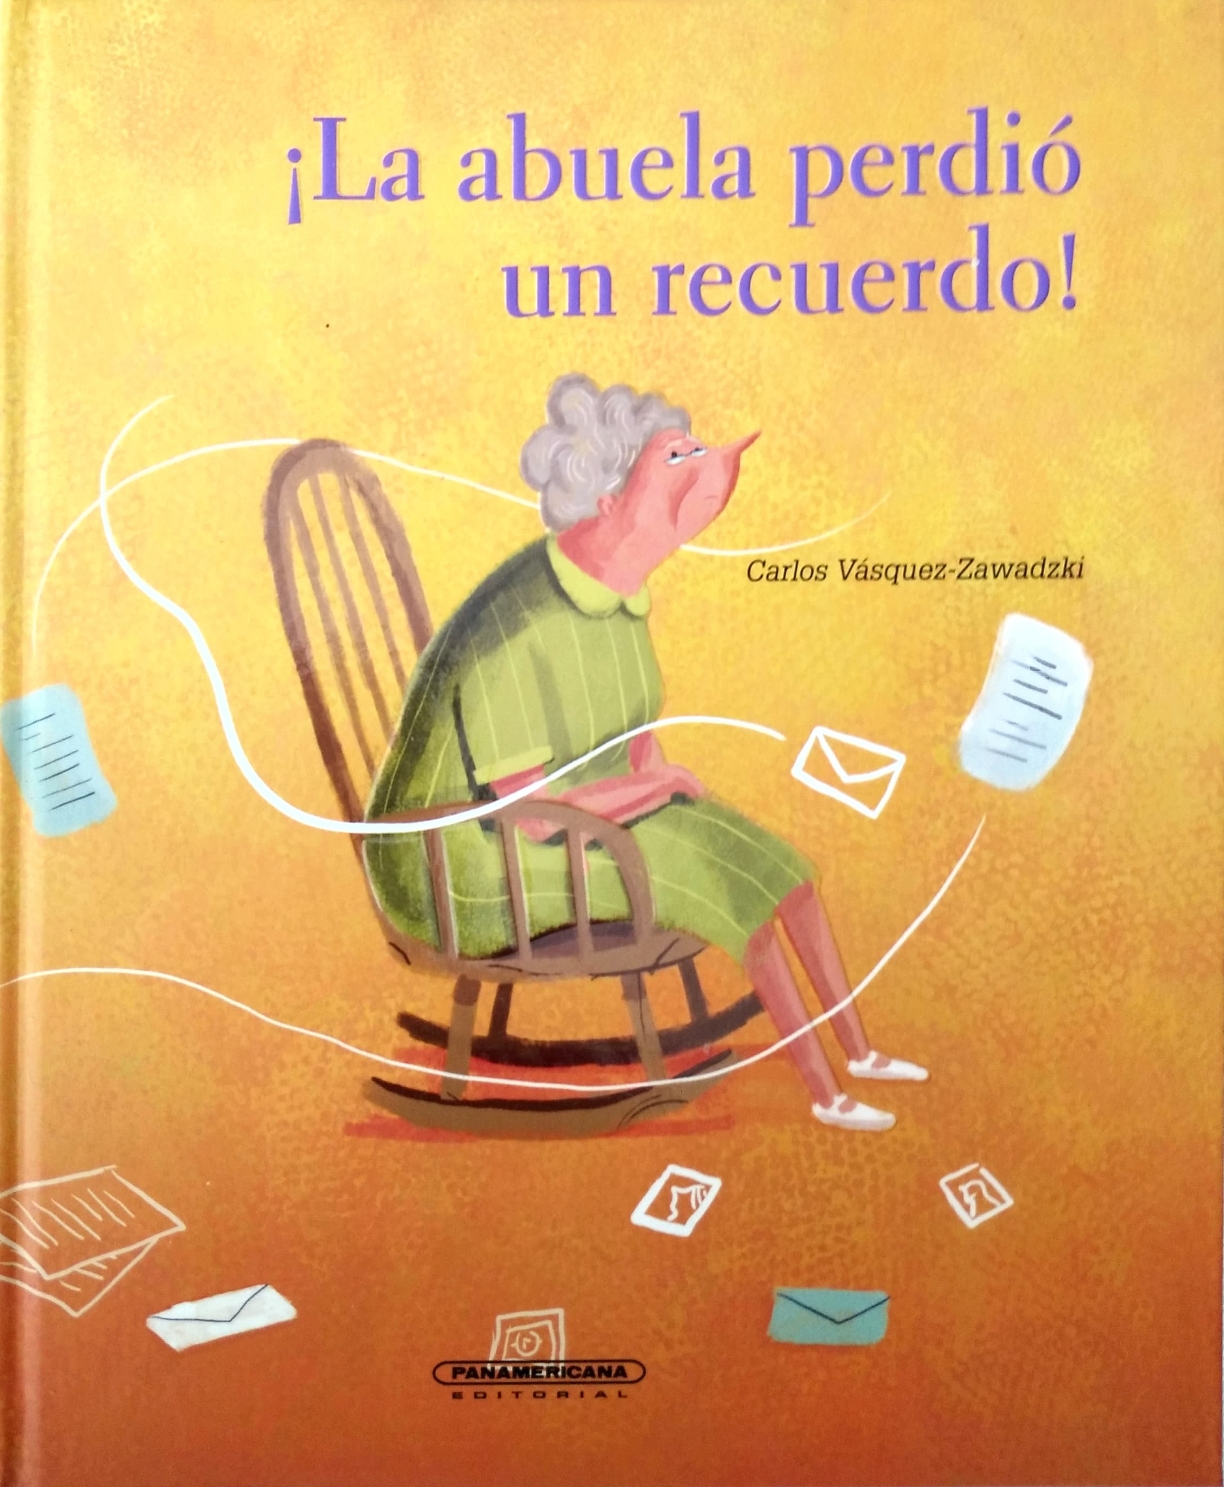 ¡La abuela perdió
un recuerdo!
Carlos Vásquez-Zawadzki
PANAMERICANA
EDITORIAL